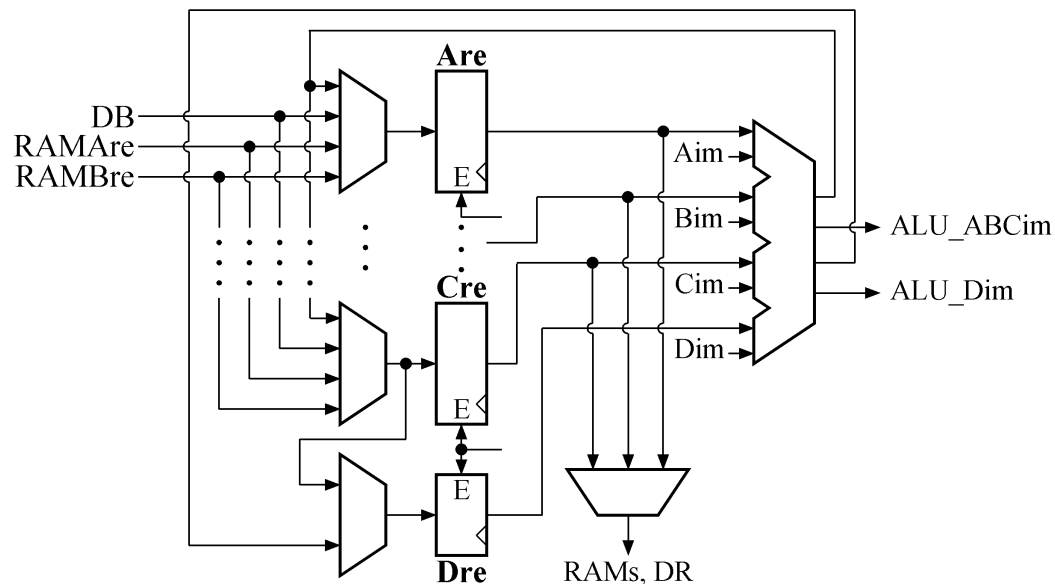 Are
DB
RAMAre
RAMBre
E
Aim
Bim
Cim
Dim
ALU_ABCim
ALU_Dim
Cre
E
E
Dre
RAMs, DR